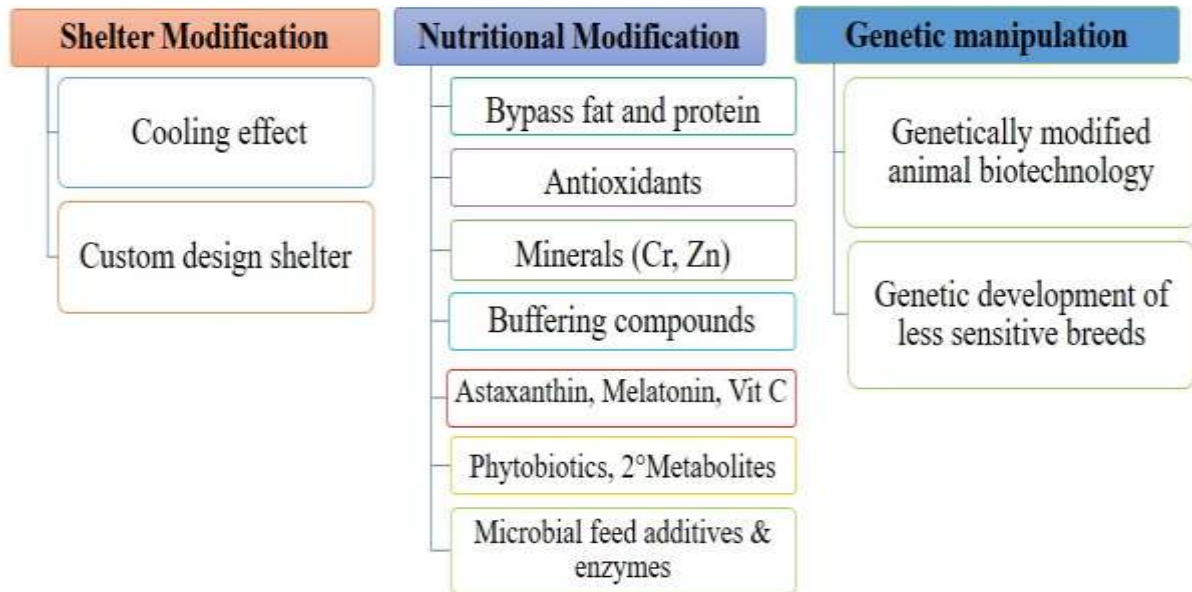 Shelter Modification
Cooling effect
Custom design shelter
Nutritional Modification
Bypass fat and protein
Antioxidants
Minerals (Cr, Zn)
Buffering compounds
Astaxanthin, Melatonin, Vit C
Phytobiotics, 2°Metabolites
Microbial feed additives &
enzymes
Genetic manipulation
Genetically modified
animal biotechnology
Genetic development of
less sensitive breeds